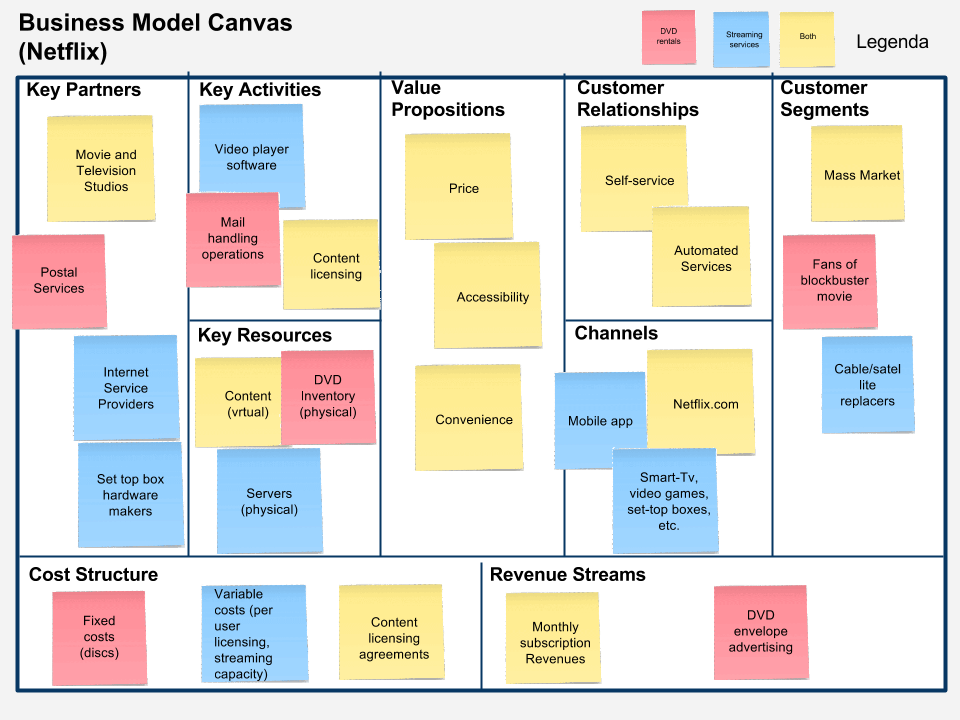 Business Model Canvas
(Netflix)
DVD
rentals
Streaming
services
Both
Legenda
Key Partners
Movie and
Television
Studios
Postal
Services
Internet
Service
Providers
Set top box
hardware
makers
Key Activities
Video player
software
Mail
handling
operations
Content
licensing
Key Resources
Content
(vrtual)
DVD
Inventory
(physical)
Servers
(physical)
Value
Propositions
Price
Accessibility
Convenience
Customer
Relationships
Self-service
Automated
Services
Channels
Mobile app
Netflix.com
Smart-Tv,
video games,
set-top boxes,
etc.
Customer
Segments
Mass Market
Fans of
blockbuster
movie
Cable/satel
lite
replacers
Cost Structure
Fixed
costs
(discs)
Variable
costs (per
user
licensing,
streaming
capacity)
Content
licensing
agreements
Revenue Streams
Monthly
subscription
Revenues
DVD
envelope
advertising